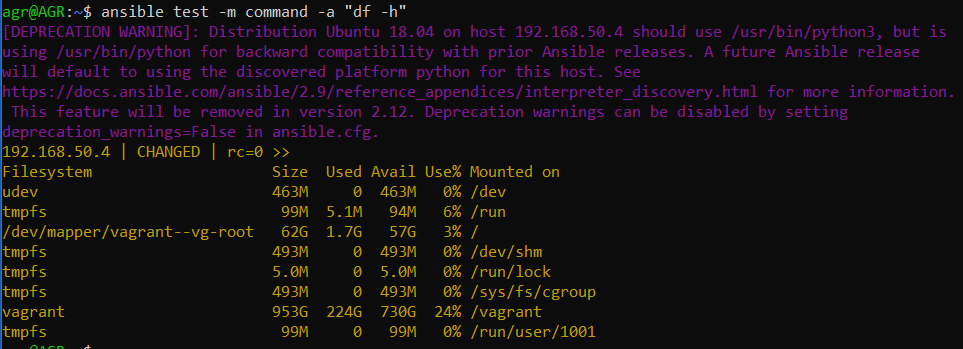 agr@AGR:~$ ansible test -m command -a "df -h"
[DEPRECATION WARNING]: Distribution Ubuntu 18.04 on host 192.168.50.4 should use /usr/bin/python3, but is
using /usr/bin/python for backward compatibility with prior Ansible releases. A future Ansible release
will default to using the discovered platform python for this host. See
https://docs.ansible.com/ansible/2.9/reference_appendices/interpreter_discovery.html for more information.
 This feature will be removed in version 2.12. Deprecation warnings can be disabled by setting
deprecation_warnings=False in ansible.cfg.
192.168.50.4 | CHANGED | rc=0 >>
Filesystem                    Size  Used Avail Use% Mounted on
udev                          463M     0  463M   0% /dev
tmpfs                          99M  5.1M   94M   6% /run
/dev/mapper/vagrant--vg-root   62G  1.7G   57G   3% /
tmpfs                         493M     0  493M   0% /dev/shm
tmpfs                         5.0M     0  5.0M   0% /run/lock
tmpfs                         493M     0  493M   0% /sys/fs/cgroup
vagrant                       953G  224G  730G  24% /vagrant
tmpfs                          99M     0   99M   0% /run/user/1001